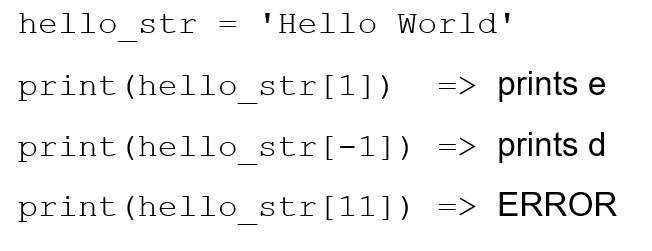 hello_str = 'Hello World'
print(hello_str[1]) => prints e
print(hello_str[-1]) => prints d
print(hello_str[11]) => ERROR